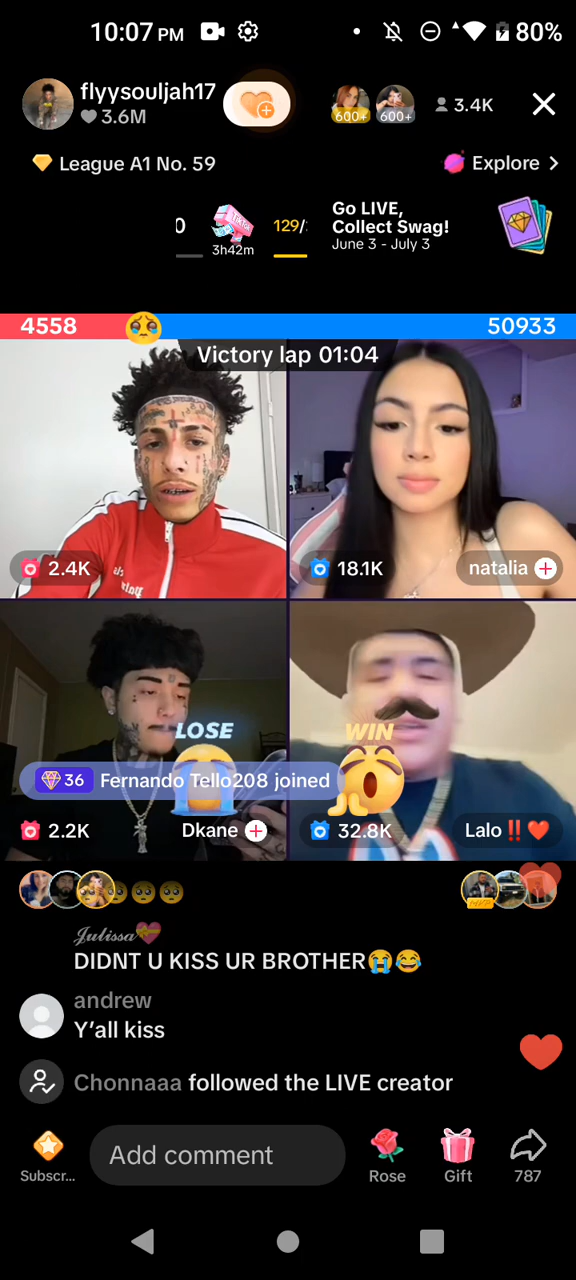 10:07 PM
80%
flyysouljah17
3.6M
600+
600+
3.4K
League A1 No. 59
Explore >
0
3h42m
129/
Go LIVE,
Collect Swag!
June 3 - July 3
4558
50933
Victory lap 01:04
2.4K
18.1K
natalia
LOSE
WIN
36 Fernando Tello208 joined
2.2K
Dkane
32.8K
Lalo‼️❤️
𝒥𝓊𝓁𝒾𝓈𝓈𝒶💝
DIDNT U KISS UR BROTHER😭😂
andrew
Y'all kiss
Chonnaaa followed the LIVE creator
Subscr...
Add comment
Rose
Gift
787